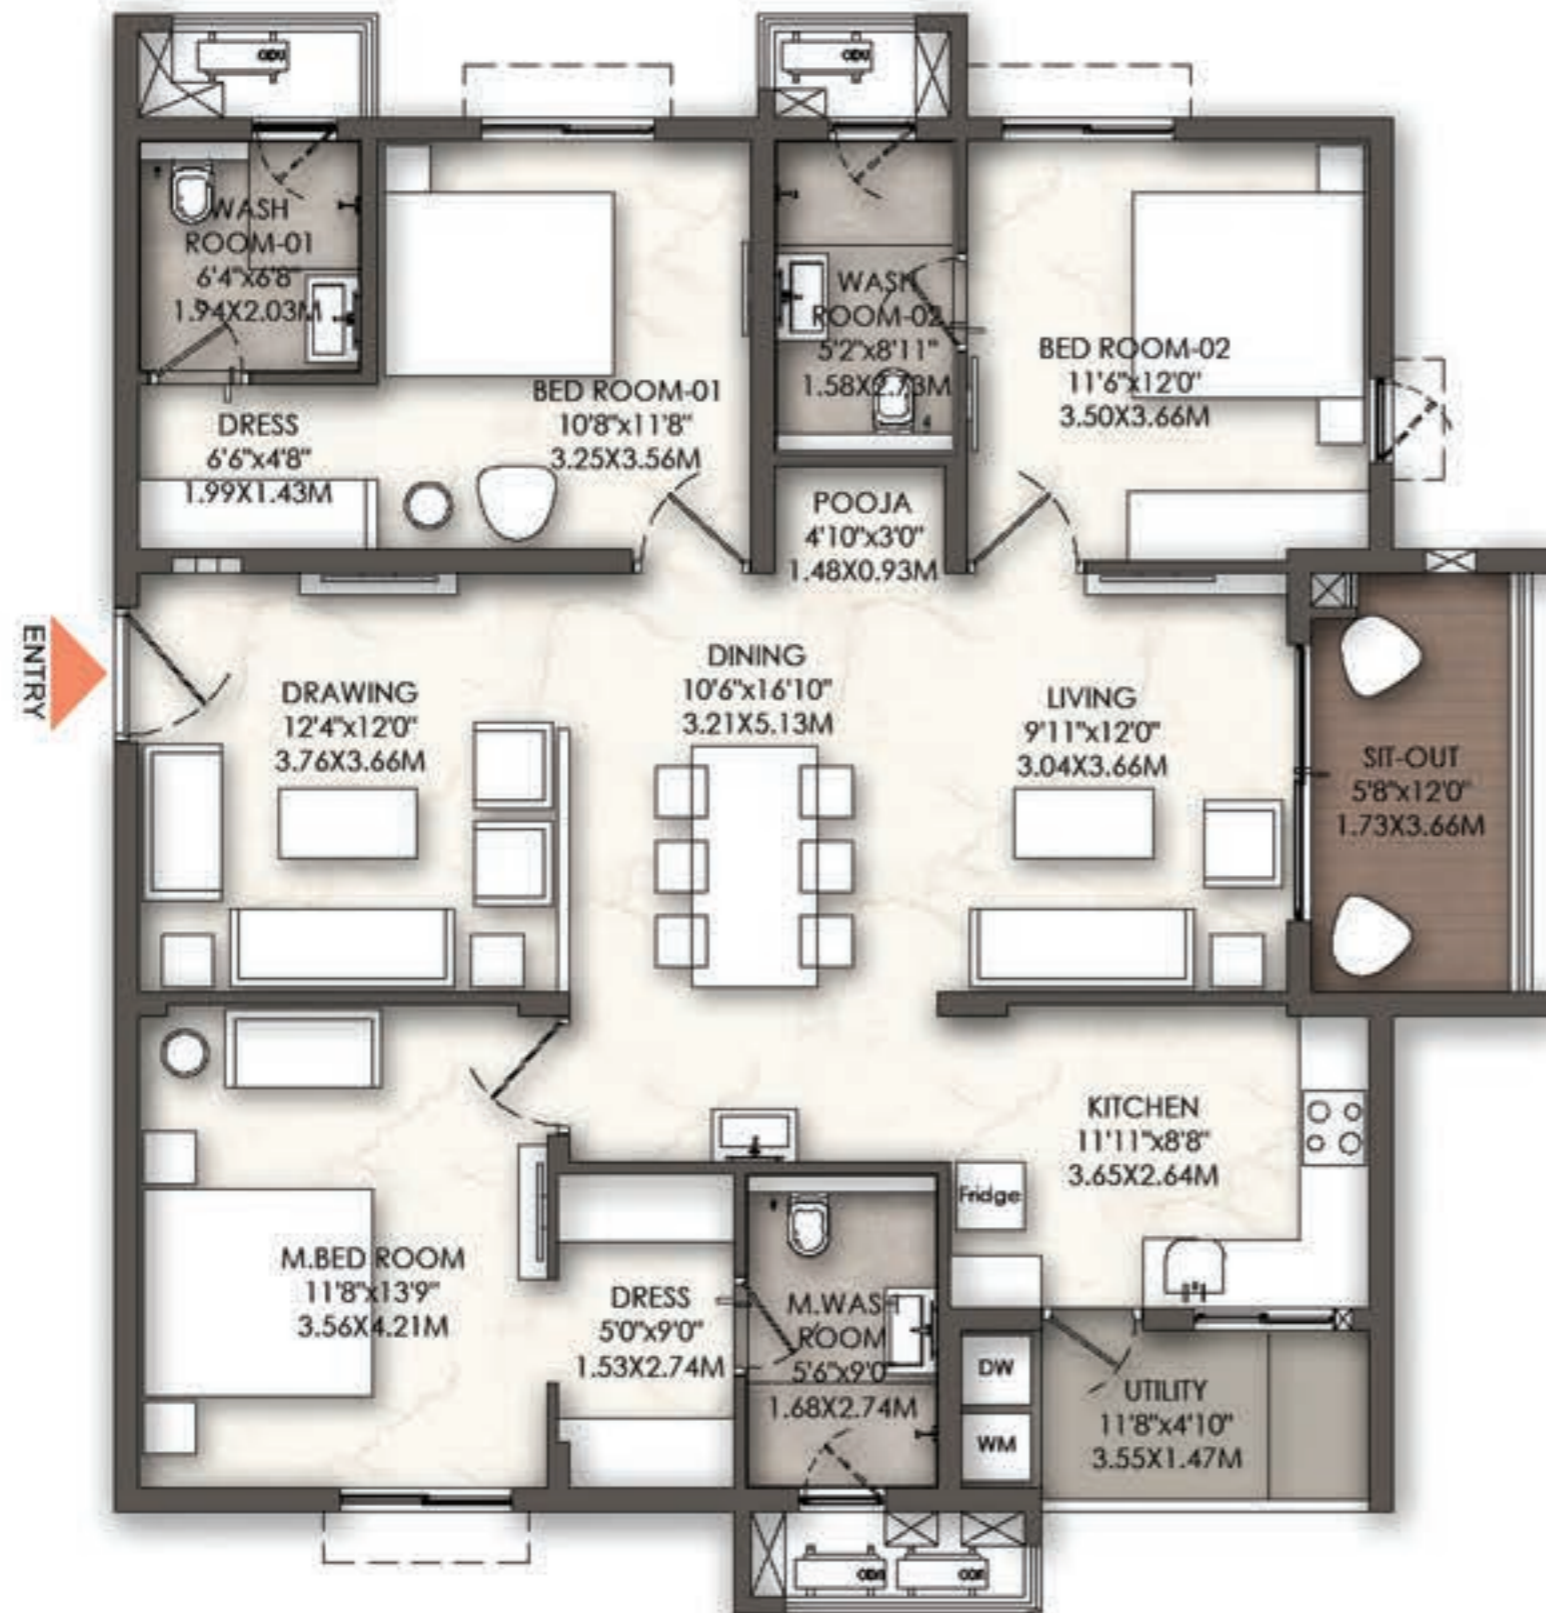 ODU
ODU
WASH
ROOM-01
6'4"x6'8"
1.94X2.03M
DRESS
6'6"x4'8"
1.99X1.43M
BED ROOM-01
10'8"x11'8"
3.25X3.56M
WASH
ROOM-02
5'2"x8'11"
1.58X2.73M
BED ROOM-02
11'6"x12'0"
3.50X3.66M
POOJA
4'10"x3'0"
1.48X0.93M
ENTRY
DRAWING
12'4"x12'0"
3.76X3.66M
DINING
10'6"x16'10"
3.21X5.13M
LIVING
9'11"x12'0"
3.04X3.66M
SIT-OUT
5'8"x12'0"
1.73X3.66M
KITCHEN
11'11"x8'8"
3.65X2.64M
Fridge
M.BED ROOM
11'8"x13'9"
3.56X4.21M
DRESS
5'0"x9'0"
1.53X2.74M
M.WASH
ROOM
5'6"x9'0"
1.68X2.74M
DW
WM
UTILITY
11'8"x4'10"
3.55X1.47M
ODU
ODU